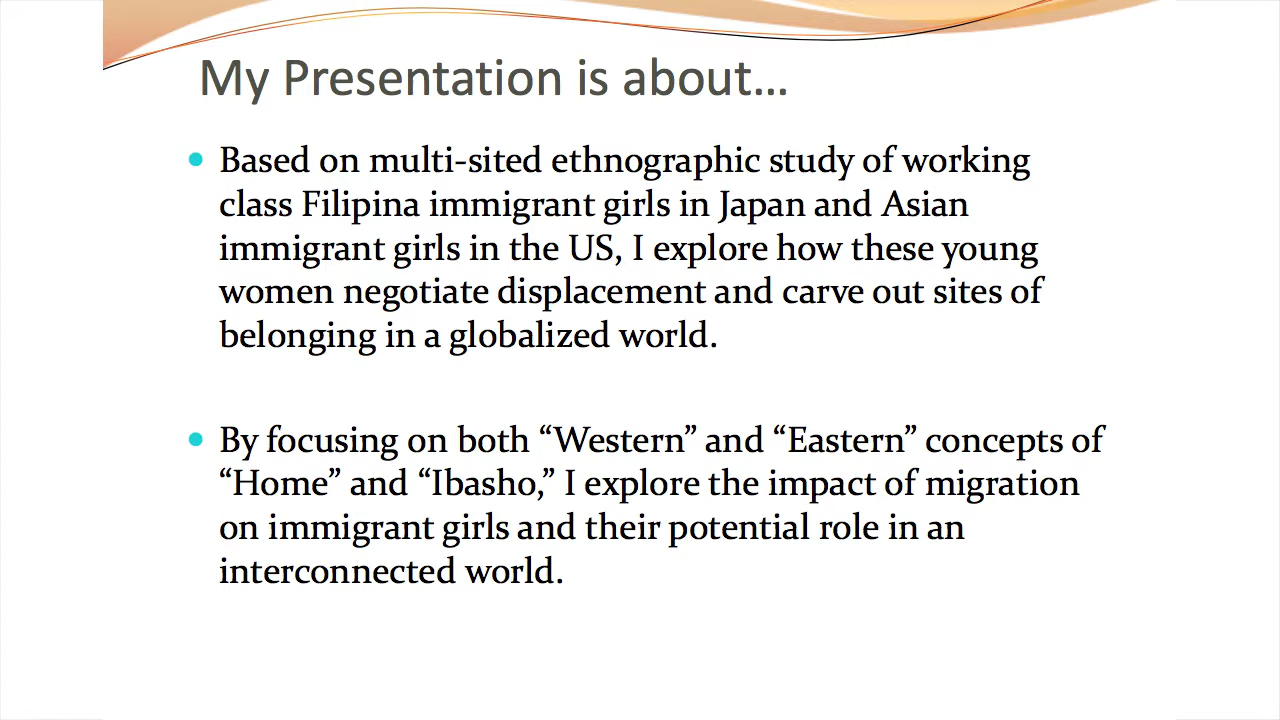 My Presentation is about...
Based on multi-sited ethnographic study of working
class Filipina immigrant girls in Japan and Asian
immigrant girls in the US, I explore how these young
women negotiate displacement and carve out sites of
belonging in a globalized world.
By focusing on both “Western” and “Eastern” concepts of
“Home” and “Ibasho,” I explore the impact of migration
on immigrant girls and their potential role in an
interconnected world.